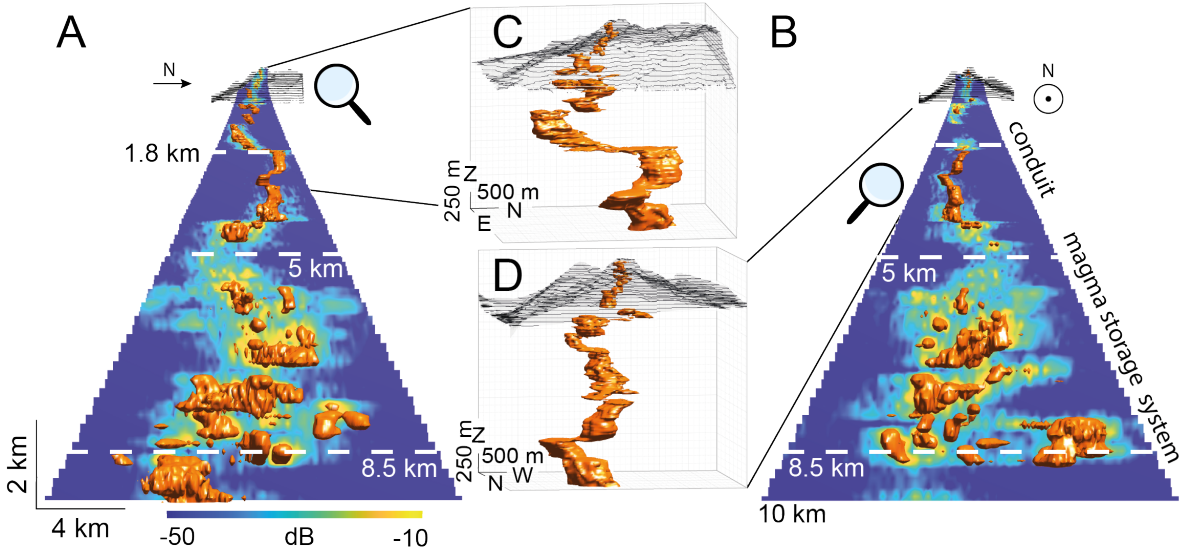 A
N
1.8 km
5 km
8.5 km
2 km
4 km
-50 dB -10
C
250 m
Z
500 m
E
N
D
250 m
Z
500 m
N
W
B
N
conduit
5 km
magma storage system
8.5 km
10 km